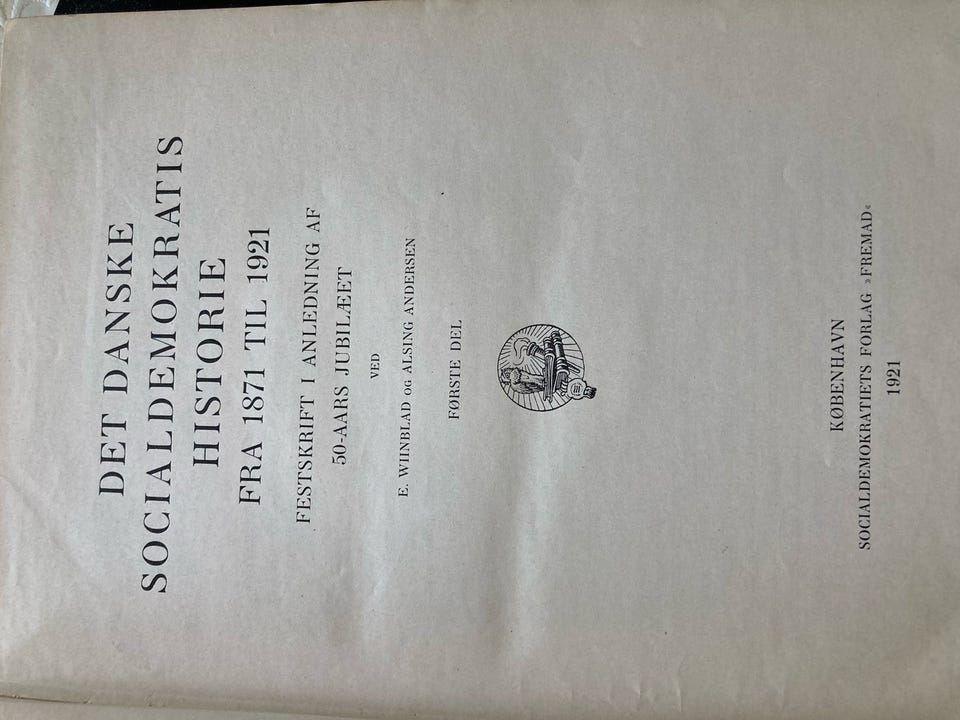 DET DANSKE
SOCIALDEMOKRATIS
HISTORIE
FRA 1871 TIL 1921
FESTSKRIFT I ANLEDNING AF
50-AARS JUBILÆET
VED
E. WIINBLAD OG ALSING ANDERSEN
FØRSTE DEL
KØBENHAVN
SOCIALDEMOKRATIETS FORLAG »FREMAD«
1921